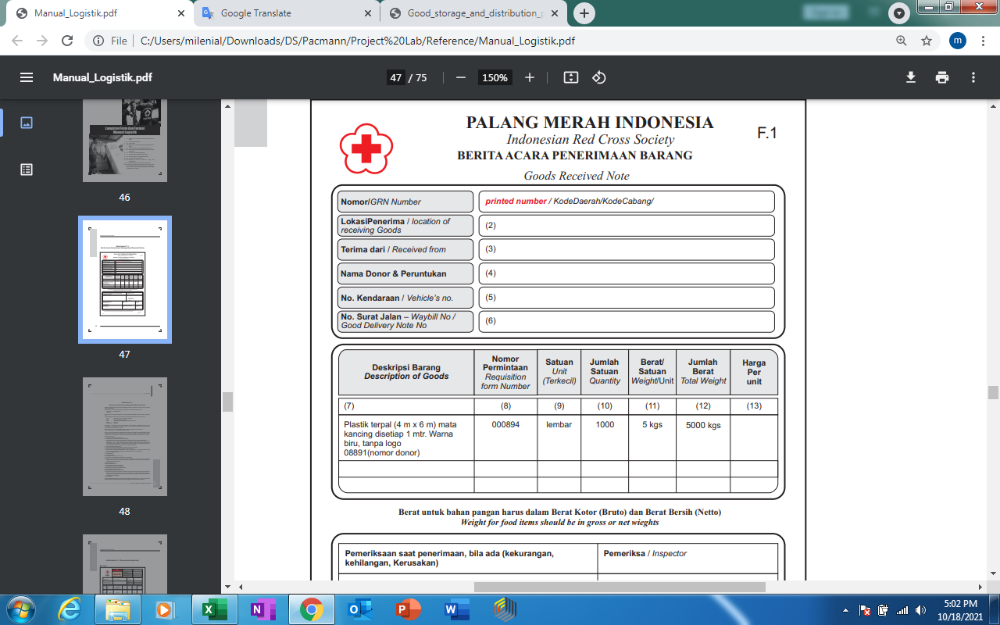 Manual_Logistik.pdf
Google Translate
Good_storage_and_distribution_p
File
C:/Users/milenial/Downloads/DS/Pacmann/Project%20Lab/Reference/Manual_Logistik.pdf
m
Manual_Logistik.pdf
47 / 75
150%
Lampiran Form dan Format
Manual Logistik
46
47
48
PALANG MERAH INDONESIA
Indonesian Red Cross Society
BERITA ACARA PENERIMAAN BARANG
Goods Received Note
F.1
Nomor/GRN Number
printed number / KodeDaerah/KodeCabang/
LokasiPenerima / location of
receiving Goods
(2)
Terima dari / Received from
(3)
Nama Donor & Peruntukan
(4)
No. Kendaraan / Vehicle's no.
(5)
No. Surat Jalan – Waybill No /
Good Delivery Note No
(6)
Deskripsi Barang
Description of Goods
Nomor
Permintaan
Requisition
form Number
Satuan
Unit
(Terkecil)
Jumlah
Satuan
Quantity
Berat/
Satuan
Weight/Unit
Jumlah
Berat
Total Weight
Harga
Per
unit
(7)
(8)
(9)
(10)
(11)
(12)
(13)
Plastik terpal (4 m x 6 m) mata
kancing disetiap 1 mtr. Warna
biru, tanpa logo
08891(nomor donor)
000894
lembar
1000
5 kgs
5000 kgs
Berat untuk bahan pangan harus dalam Berat Kotor (Bruto) dan Berat Bersih (Netto)
Weight for food items should be in gross or net wieghts
Pemeriksaan saat penerimaan, bila ada (kekurangan,
kehilangan, Kerusakan)
Pemeriksa / Inspector
5:02 PM
10/18/2021